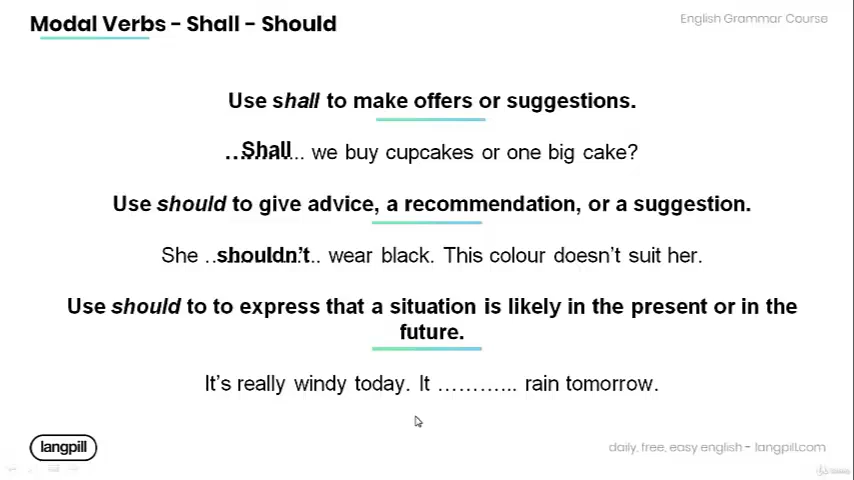 Modal Verbs - Shall - Should
English Grammar Course
Use shall to make offers or suggestions.
..Shall... we buy cupcakes or one big cake?
Use should to give advice, a recommendation, or a suggestion.
She ..shouldn't.. wear black. This colour doesn't suit her.
Use should to to express that a situation is likely in the present or in the
future.
It's really windy today. It ……….. rain tomorrow.
langpill
daily, free, easy english - langpill.com